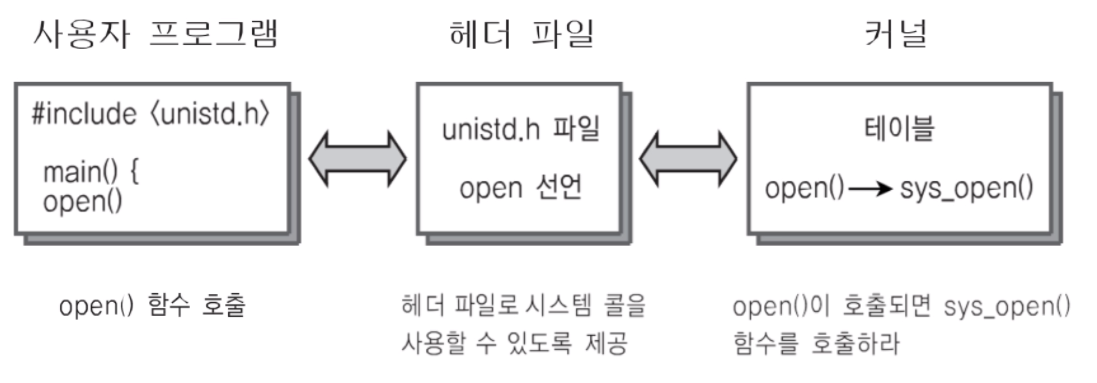 사용자 프로그램
헤더 파일
커널
#include 〈unistd.h〉
main() {
open()
unistd.h 파일
open 선언
테이블
open() → sys_open()
open() 함수 호출
헤더 파일로 시스템 콜을
사용할 수 있도록 제공
open()이 호출되면 sys_open()
함수를 호출하라